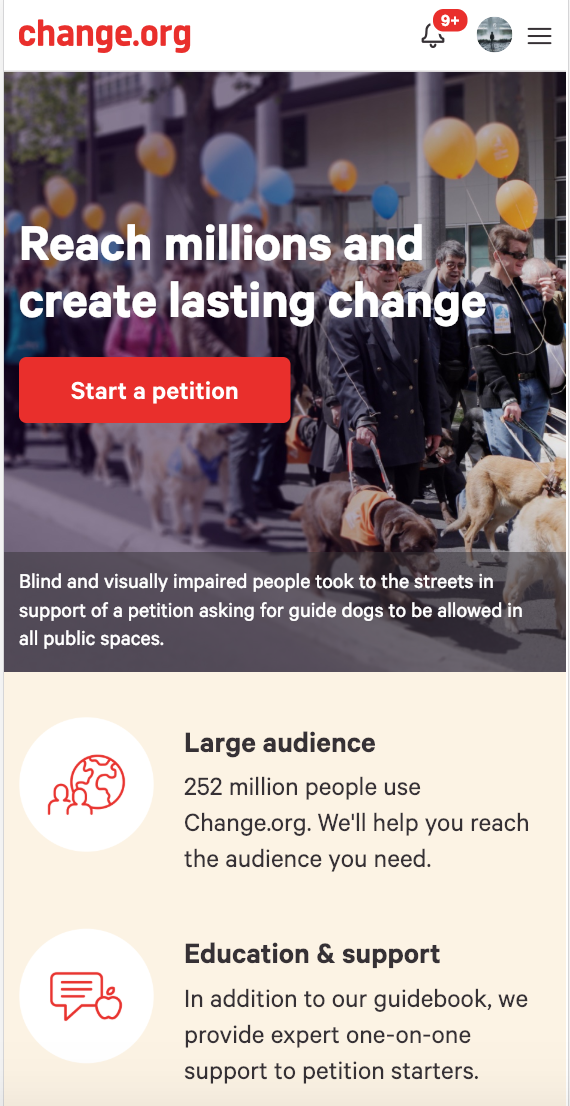 change.org
9+
Reach millions and
create lasting change
Start a petition
Blind and visually impaired people took to the streets in
support of a petition asking for guide dogs to be allowed in
all public spaces.
Large audience
252 million people use
Change.org. We'll help you reach
the audience you need.
Education & support
In addition to our guidebook, we
provide expert one-on-one
support to petition starters.